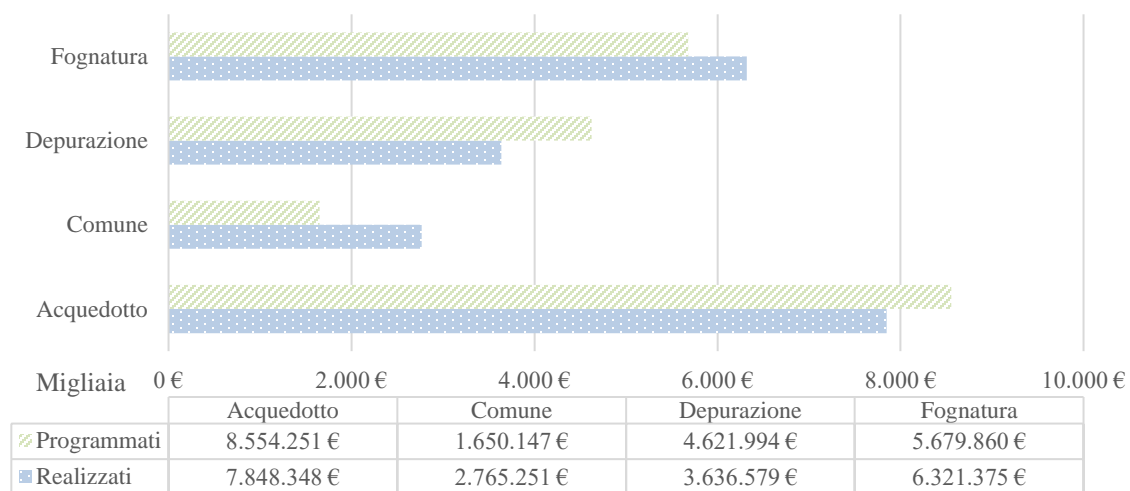 Fognatura
Depurazione
Comune
Acquedotto
Migliaia 0 € 2.000 € 4.000 € 6.000 € 8.000 € 10.000 €
Acquedotto Comune Depurazione Fognatura
Programmati 8.554.251 € 1.650.147 € 4.621.994 € 5.679.860 €
Realizzati 7.848.348 € 2.765.251 € 3.636.579 € 6.321.375 €